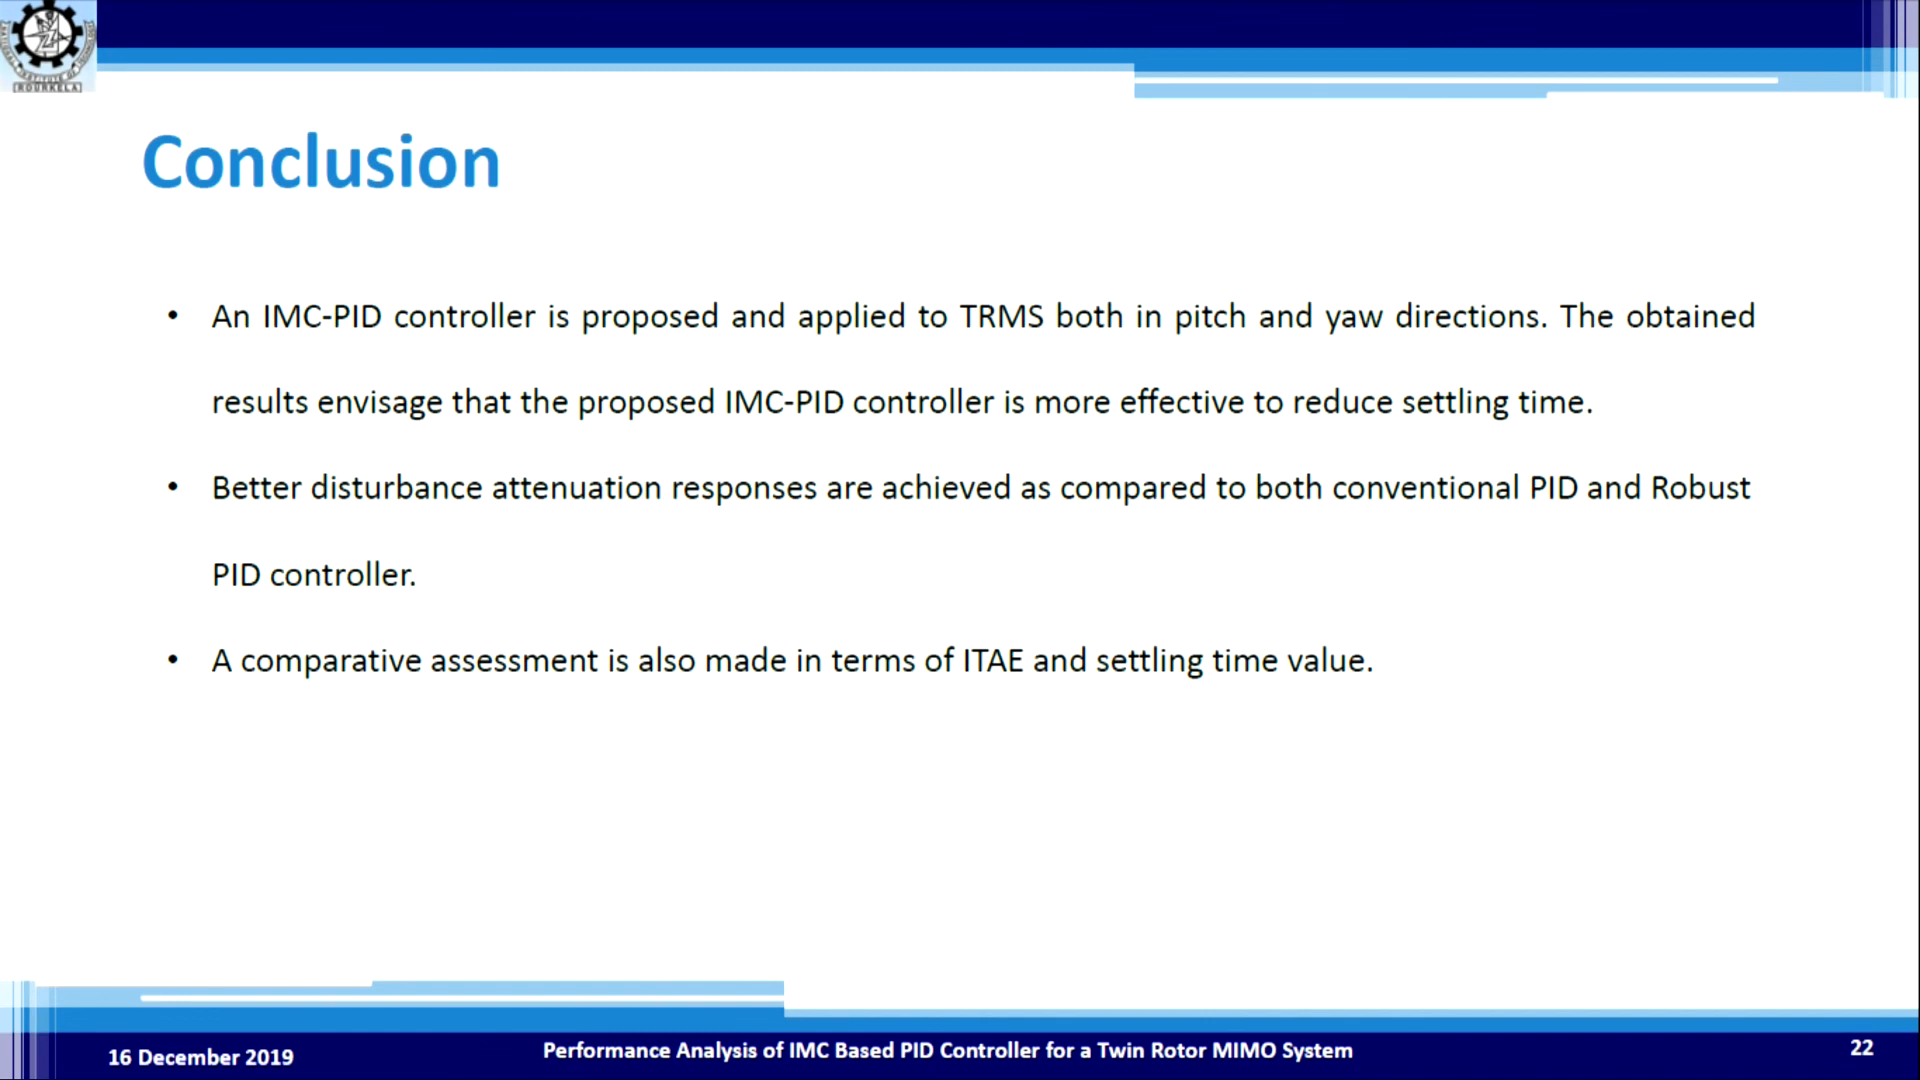 ROURKELA
Conclusion
• An IMC-PID controller is proposed and applied to TRMS both in pitch and yaw directions. The obtained
results envisage that the proposed IMC-PID controller is more effective to reduce settling time.
• Better disturbance attenuation responses are achieved as compared to both conventional PID and Robust
PID controller.
• A comparative assessment is also made in terms of ITAE and settling time value.
16 December 2019
Performance Analysis of IMC Based PID Controller for a Twin Rotor MIMO System
22